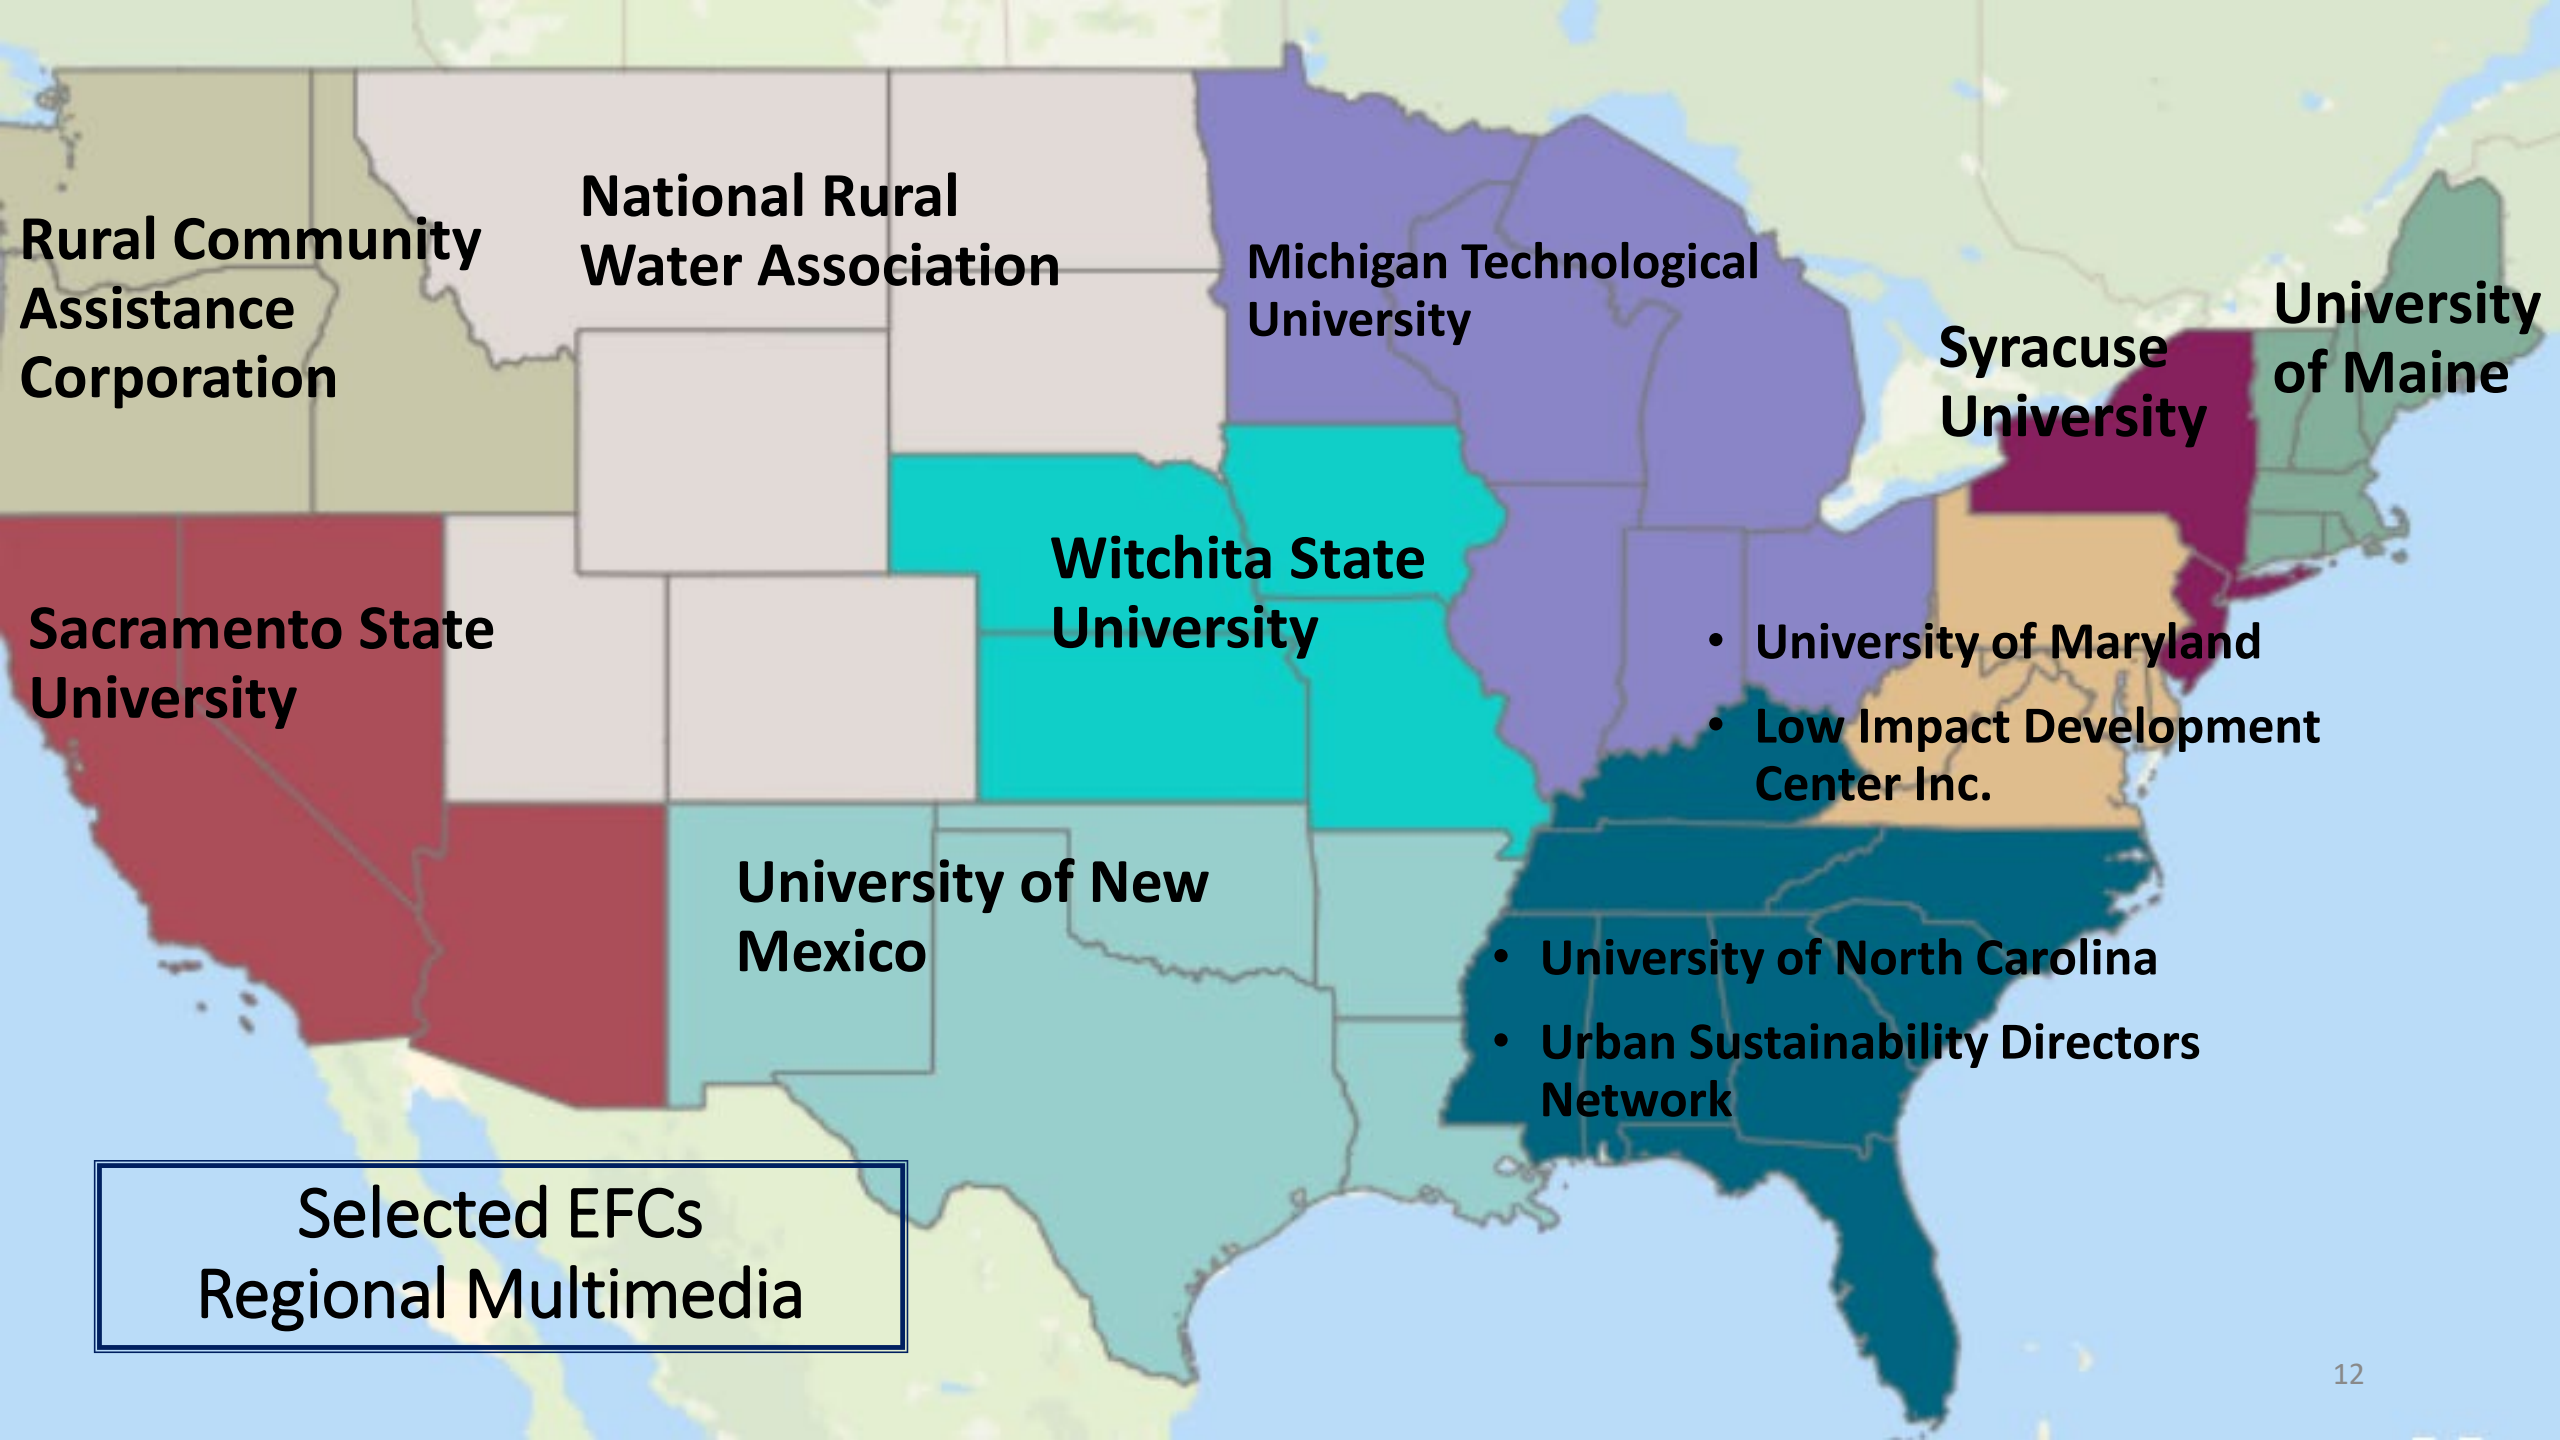 National Rural
Water Association
Rural Community
Assistance
Corporation
Michigan Technological
University
University
of Maine
Syracuse
University
Witchita State
University
Sacramento State
University
• University of Maryland
• Low Impact Development
Center Inc.
University of New
Mexico
• University of North Carolina
• Urban Sustainability Directors
Network
Selected EFCs
Regional Multimedia
12